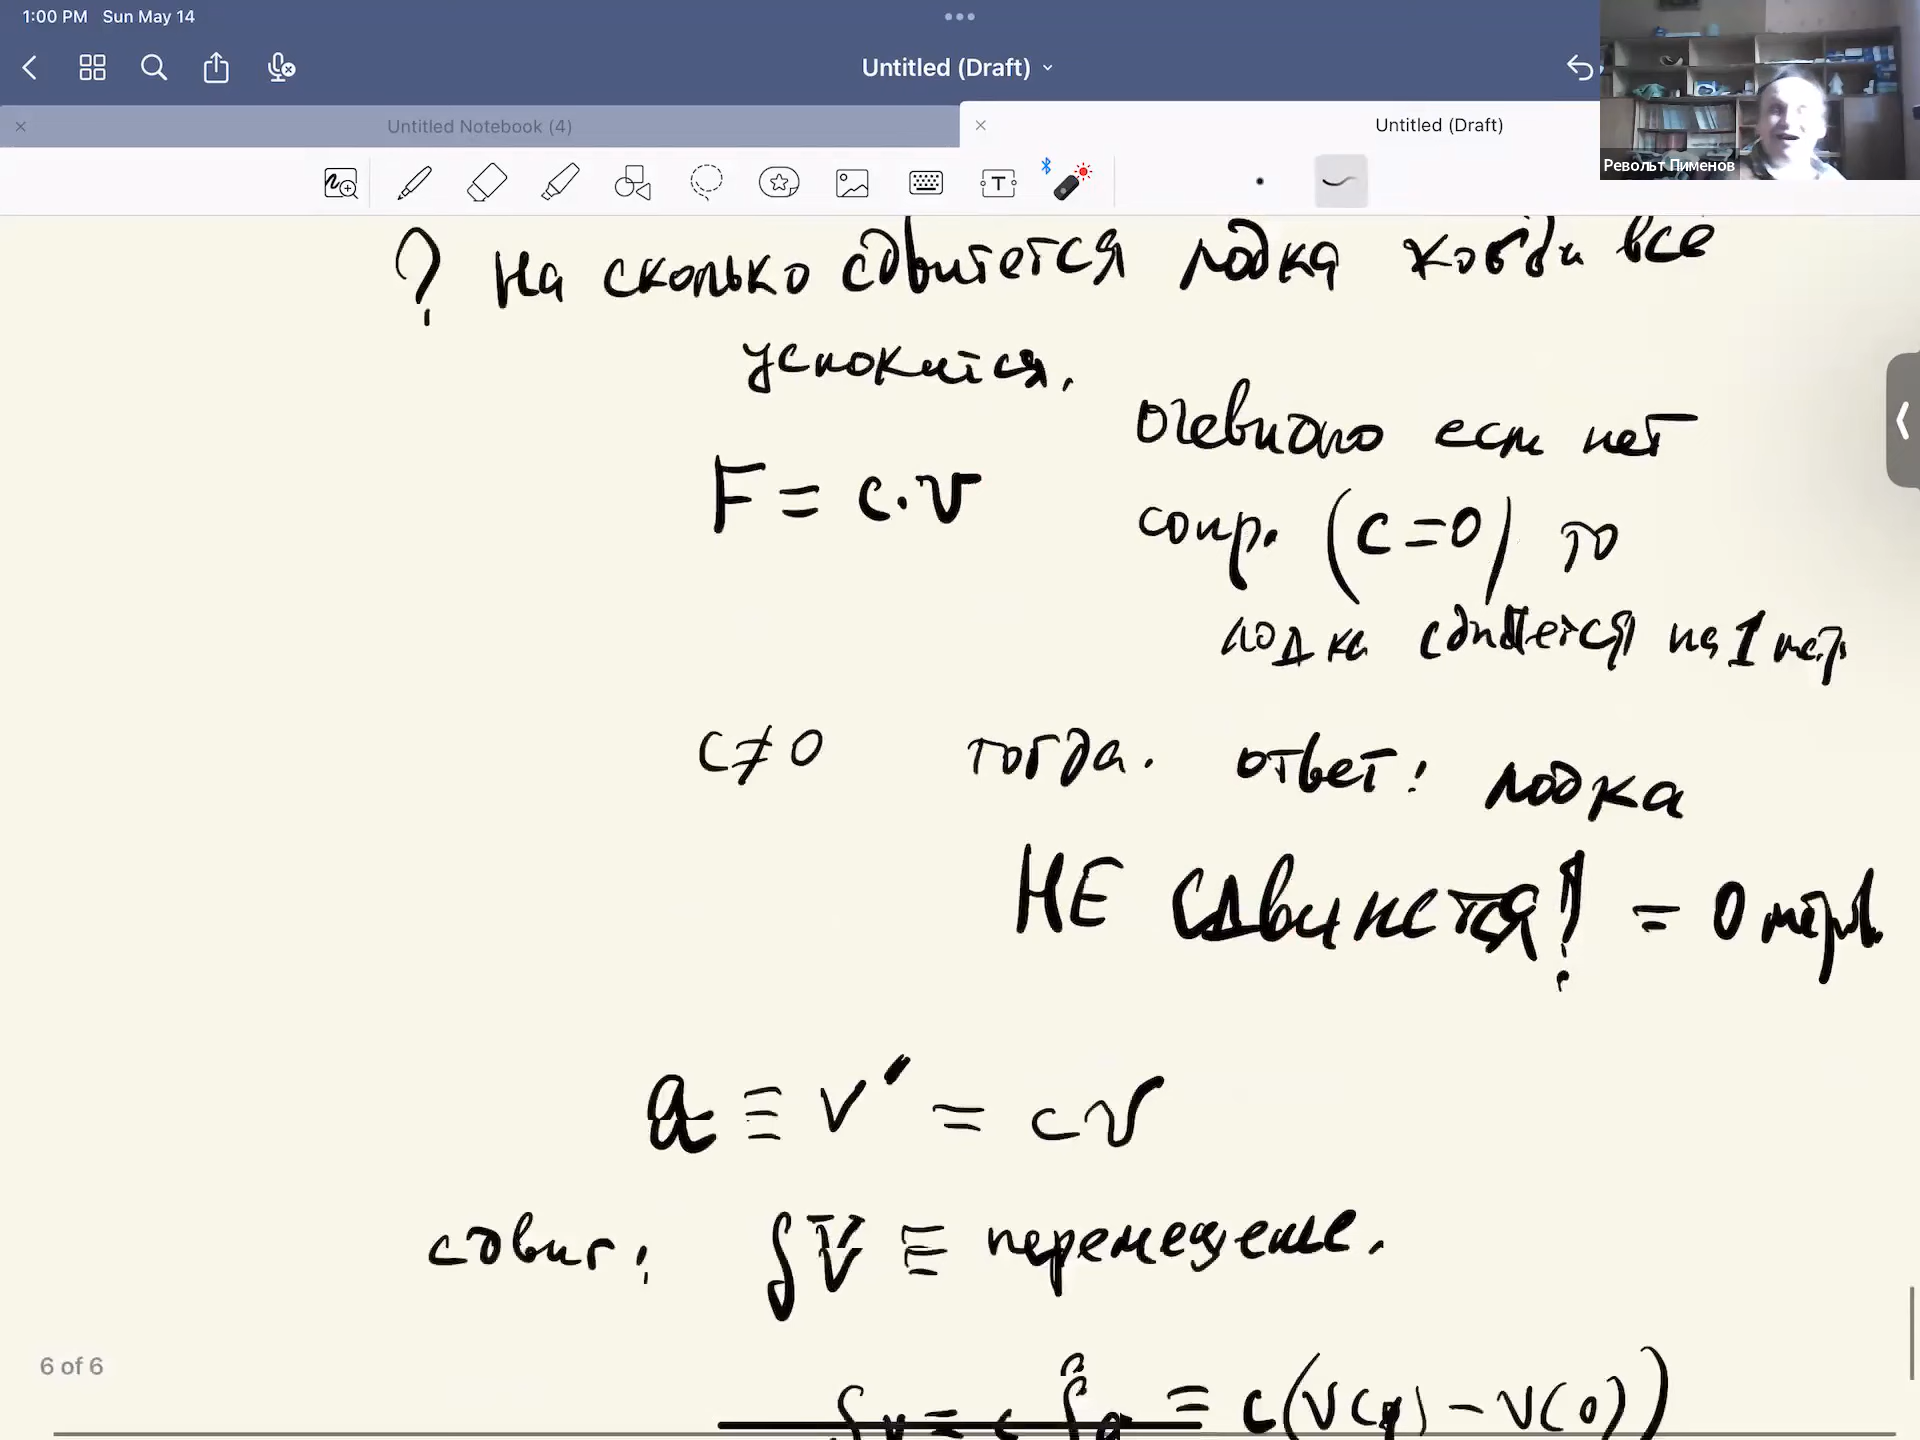 1:00 PM Sun May 14
Untitled (Draft)
Untitled Notebook (4)
Untitled (Draft)
Револьт Пименов
? На сколько сдвинется лодка когда все
успокоится.
очевидно если нет
F = c·v
сопр. (c=0) то
лодка сдвинется на 1 мет.
c≠0 тогда. ответ: лодка
НЕ СДВИНЕТСЯ! = 0 метров.
a ≡ v' = cv
сдвиг: ∫V ≡ перемещение.
= c(v( ) - v(0))
6 of 6